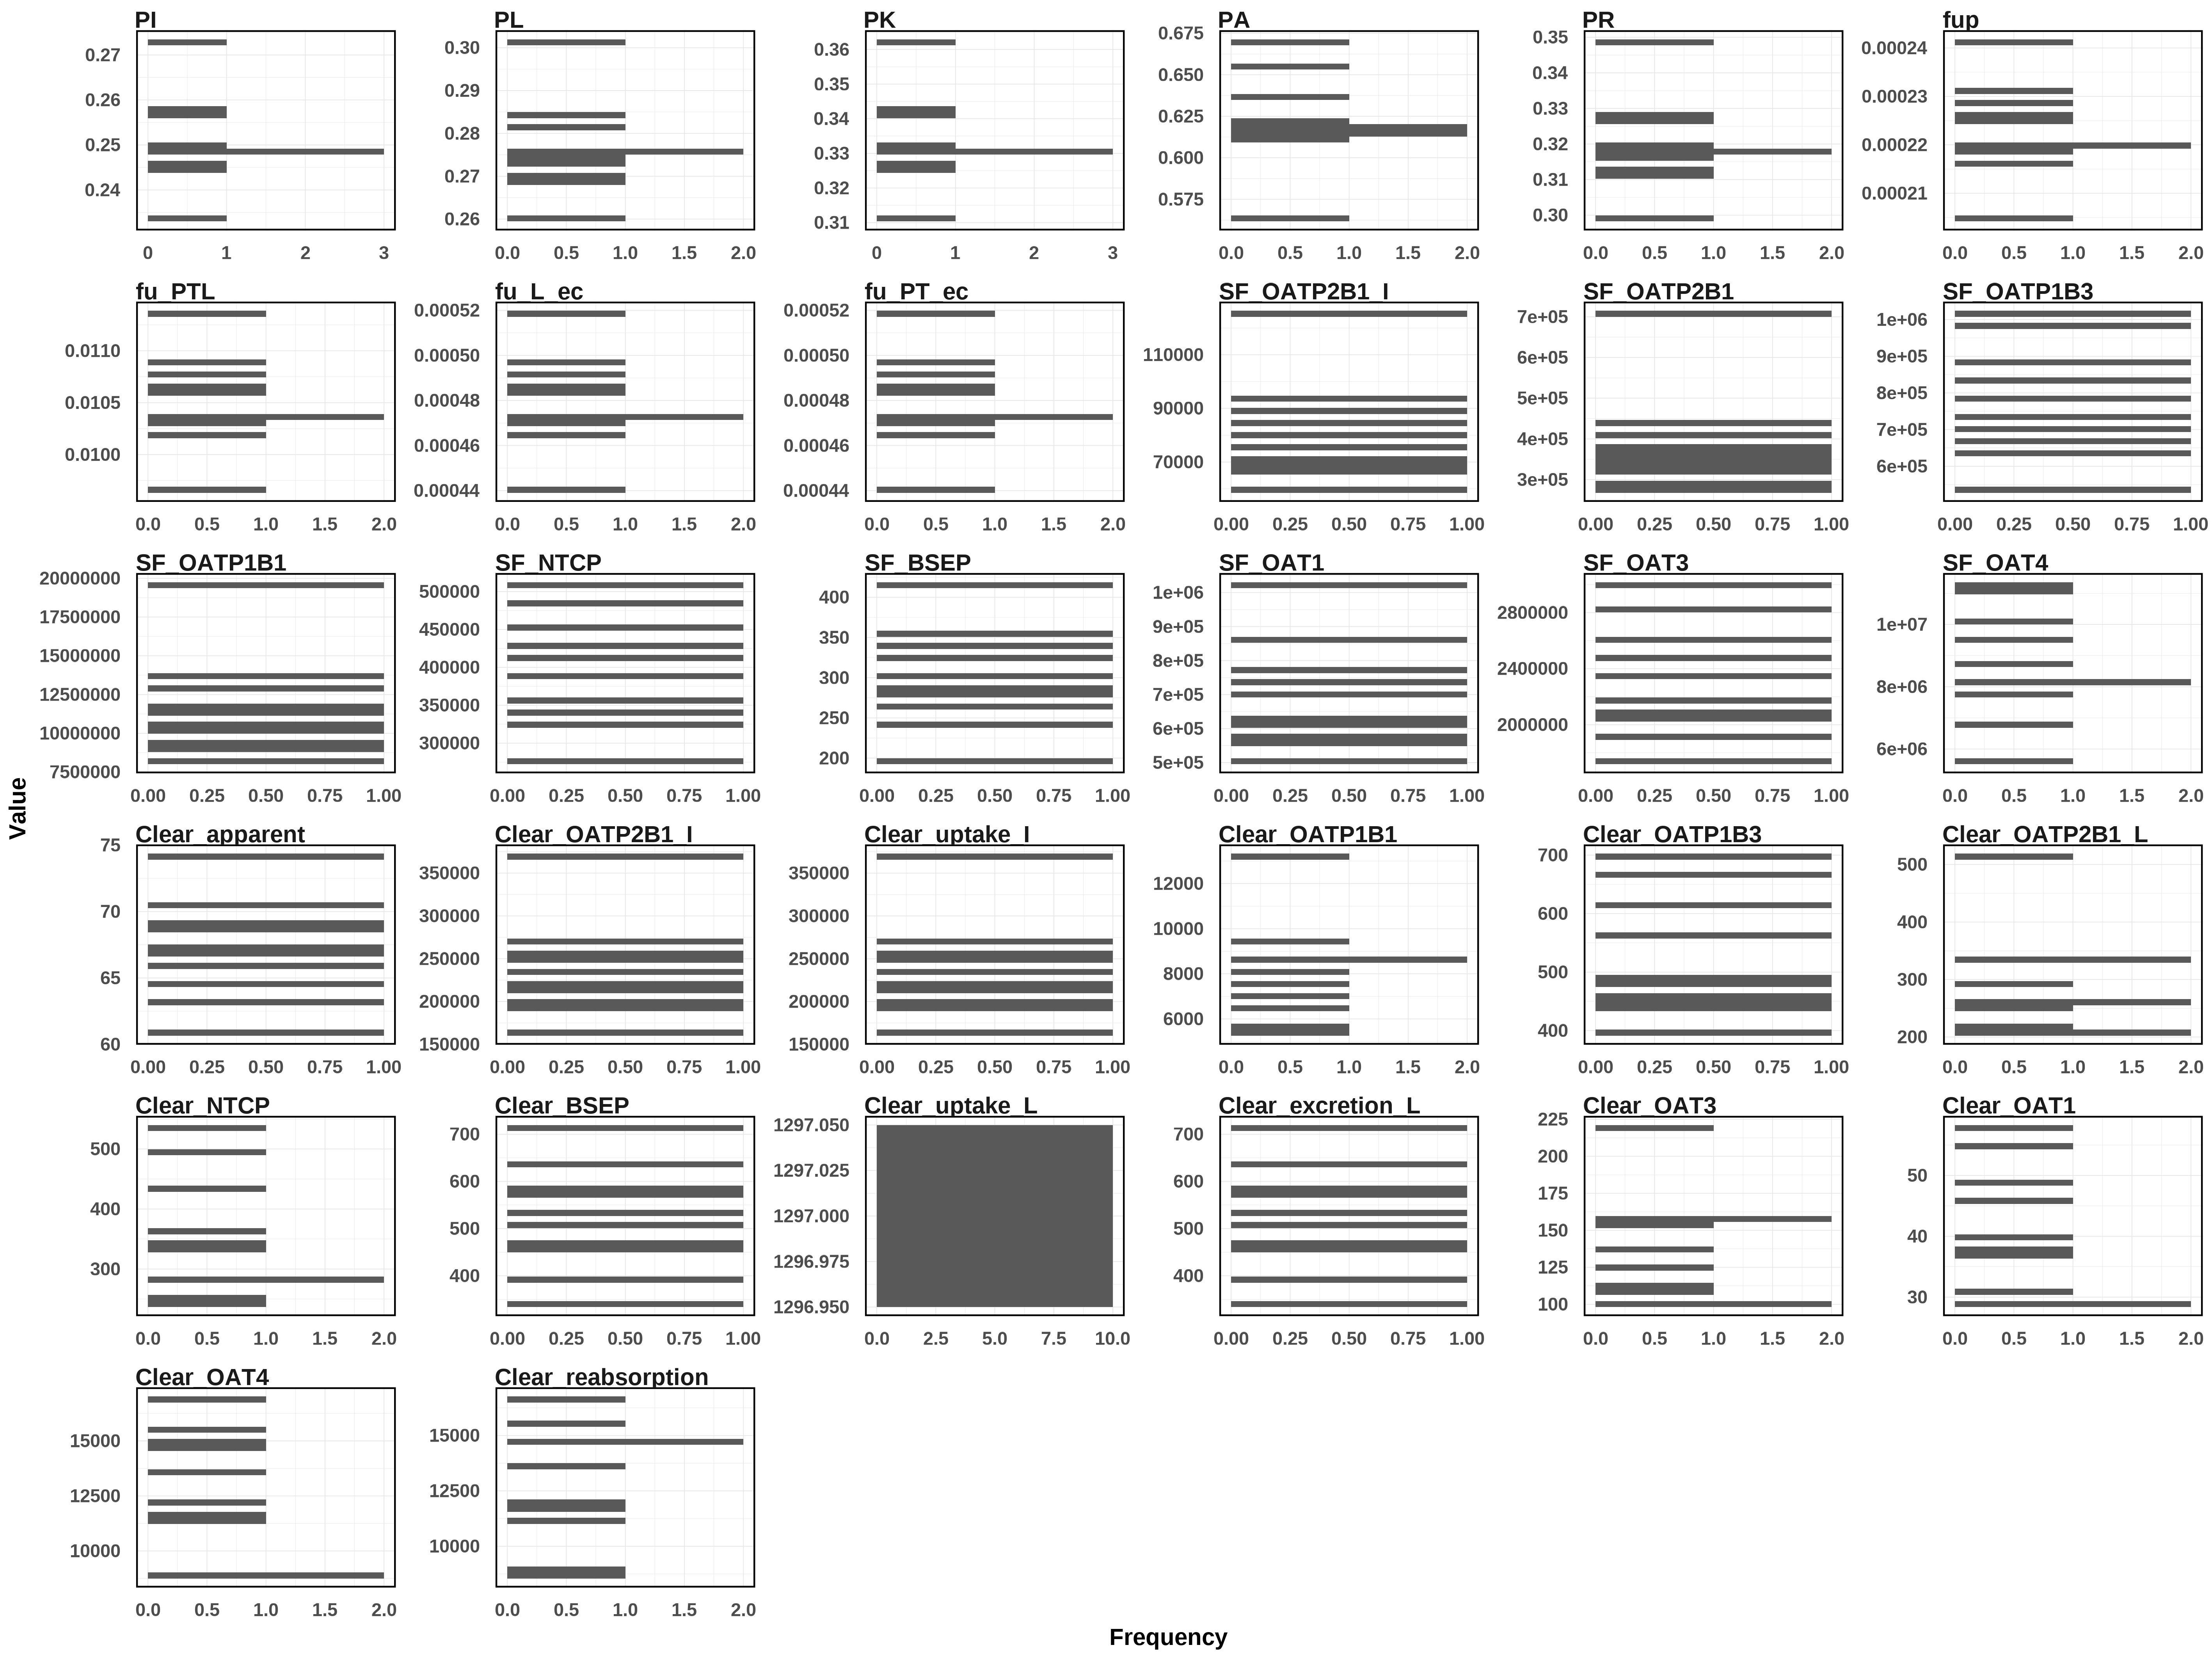 PI PL PK PA PR fup
0.27 0.26 0.25 0.24
0 1 2 3
0.30 0.29 0.28 0.27 0.26
0.0 0.5 1.0 1.5 2.0
0.36 0.35 0.34 0.33 0.32 0.31
0 1 2 3
0.675 0.650 0.625 0.600 0.575
0.0 0.5 1.0 1.5 2.0
0.35 0.34 0.33 0.32 0.31 0.30
0.0 0.5 1.0 1.5 2.0
0.00024 0.00023 0.00022 0.00021
0.0 0.5 1.0 1.5 2.0
fu_PTL fu_L_ec fu_PT_ec SF_OATP2B1_I SF_OATP2B1 SF_OATP1B3
0.0110 0.0105 0.0100
0.0 0.5 1.0 1.5 2.0
0.00052 0.00050 0.00048 0.00046 0.00044
0.0 0.5 1.0 1.5 2.0
0.00052 0.00050 0.00048 0.00046 0.00044
0.0 0.5 1.0 1.5 2.0
110000 90000 70000
0.00 0.25 0.50 0.75 1.00
7e+05 6e+05 5e+05 4e+05 3e+05
0.00 0.25 0.50 0.75 1.00
1e+06 9e+05 8e+05 7e+05 6e+05
0.00 0.25 0.50 0.75 1.00
SF_OATP1B1 SF_NTCP SF_BSEP SF_OAT1 SF_OAT3 SF_OAT4
20000000 17500000 15000000 12500000 10000000 7500000
0.00 0.25 0.50 0.75 1.00
500000 450000 400000 350000 300000
0.00 0.25 0.50 0.75 1.00
400 350 300 250 200
0.00 0.25 0.50 0.75 1.00
1e+06 9e+05 8e+05 7e+05 6e+05 5e+05
0.00 0.25 0.50 0.75 1.00
2800000 2400000 2000000
0.00 0.25 0.50 0.75 1.00
1e+07 8e+06 6e+06
0.0 0.5 1.0 1.5 2.0
Value
Clear_apparent Clear_OATP2B1_I Clear_uptake_I Clear_OATP1B1 Clear_OATP1B3 Clear_OATP2B1_L
75 70 65 60
0.00 0.25 0.50 0.75 1.00
350000 300000 250000 200000 150000
0.00 0.25 0.50 0.75 1.00
350000 300000 250000 200000 150000
0.00 0.25 0.50 0.75 1.00
12000 10000 8000 6000
0.0 0.5 1.0 1.5 2.0
700 600 500 400
0.00 0.25 0.50 0.75 1.00
500 400 300 200
0.0 0.5 1.0 1.5 2.0
Clear_NTCP Clear_BSEP Clear_uptake_L Clear_excretion_L Clear_OAT3 Clear_OAT1
500 400 300
0.0 0.5 1.0 1.5 2.0
700 600 500 400
0.00 0.25 0.50 0.75 1.00
1297.050 1297.025 1297.000 1296.975 1296.950
0.0 2.5 5.0 7.5 10.0
700 600 500 400
0.00 0.25 0.50 0.75 1.00
225 200 175 150 125 100
0.0 0.5 1.0 1.5 2.0
50 40 30
0.0 0.5 1.0 1.5 2.0
Clear_OAT4 Clear_reabsorption
15000 12500 10000
0.0 0.5 1.0 1.5 2.0
15000 12500 10000
0.0 0.5 1.0 1.5 2.0
Frequency